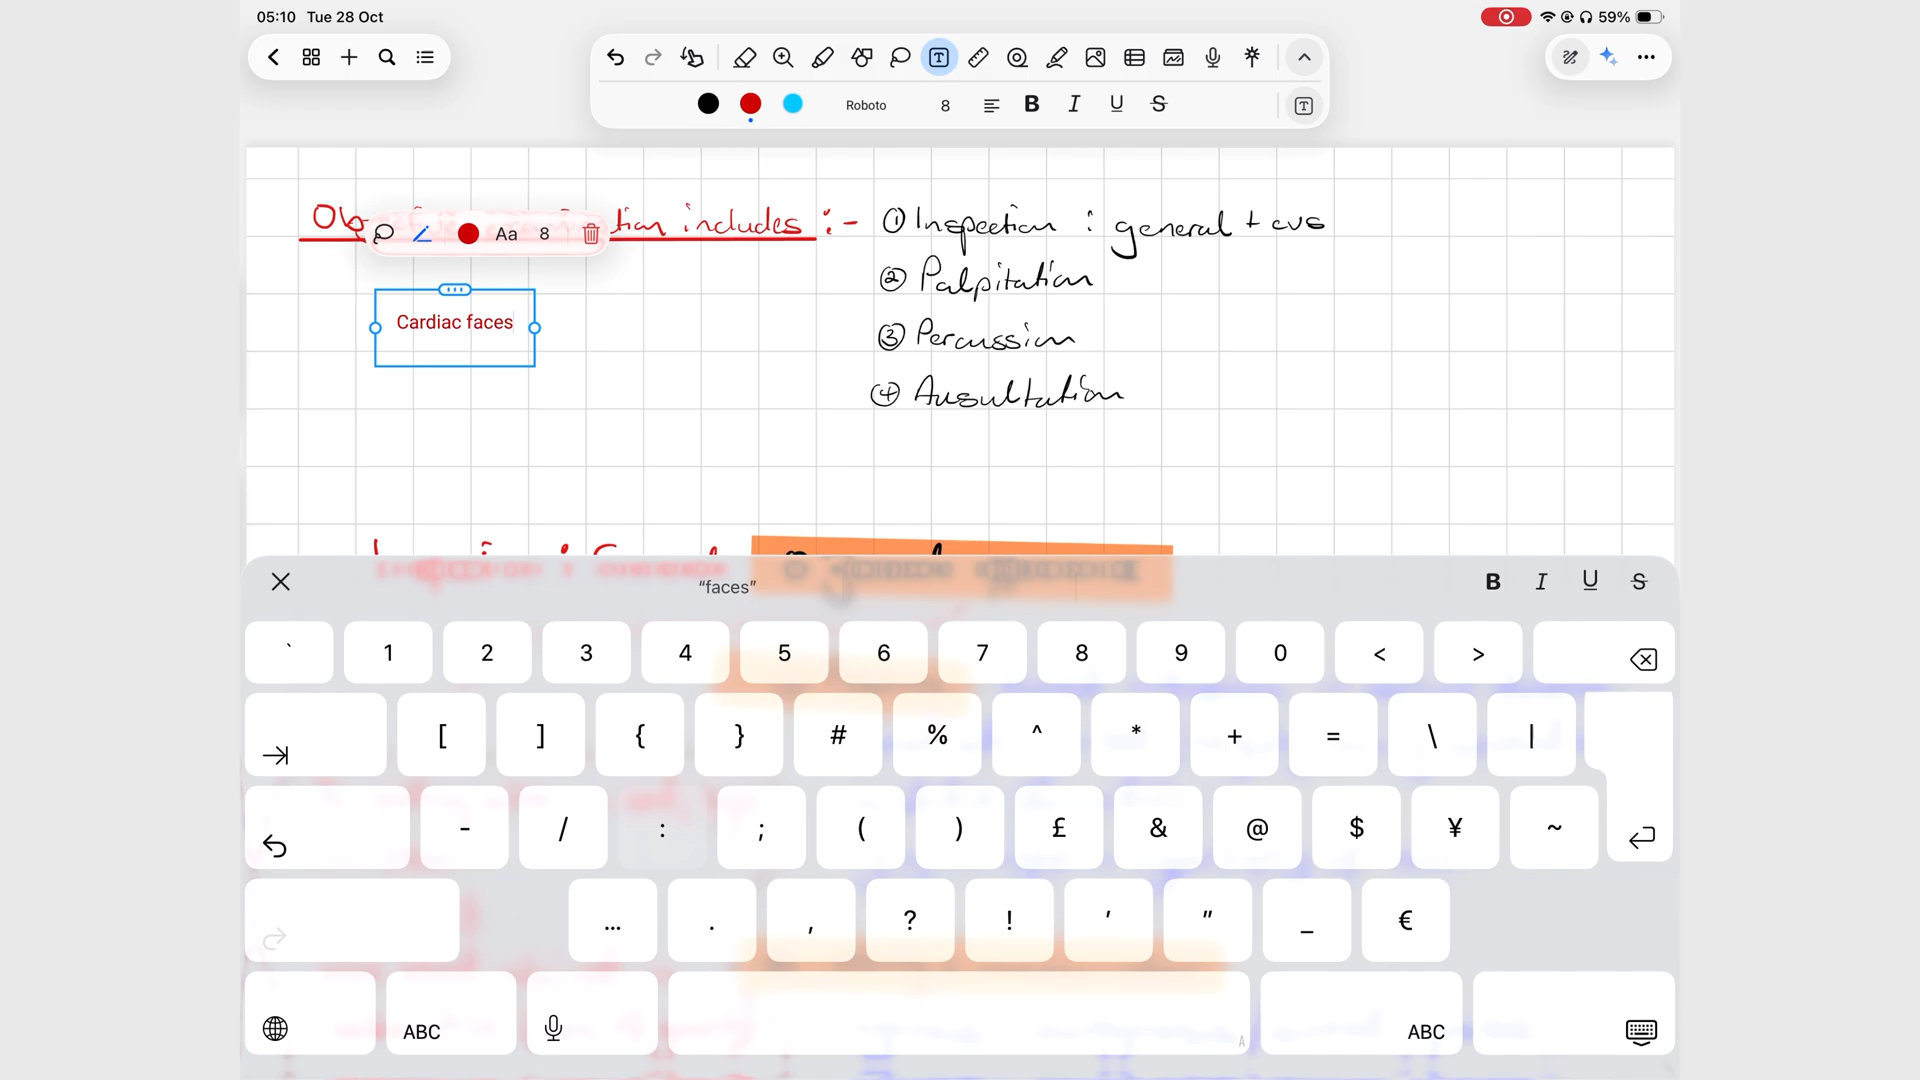 05:10 Tue 28 Oct
59%
Roboto 8 B I U S
tion includes :- ① Inspection : general + cvs
Aa 8
② Palpitation
Cardiac faces
③ Percussion
④ Ausultation
"faces" B I U S
` 1 2 3 4 5 6 7 8 9 0 < >
[ ] { } # % ^ * + = \ |
- / : ; ( ) £ & @ $ ¥ ~
... . , ? ! ' " _ €
ABC A ABC